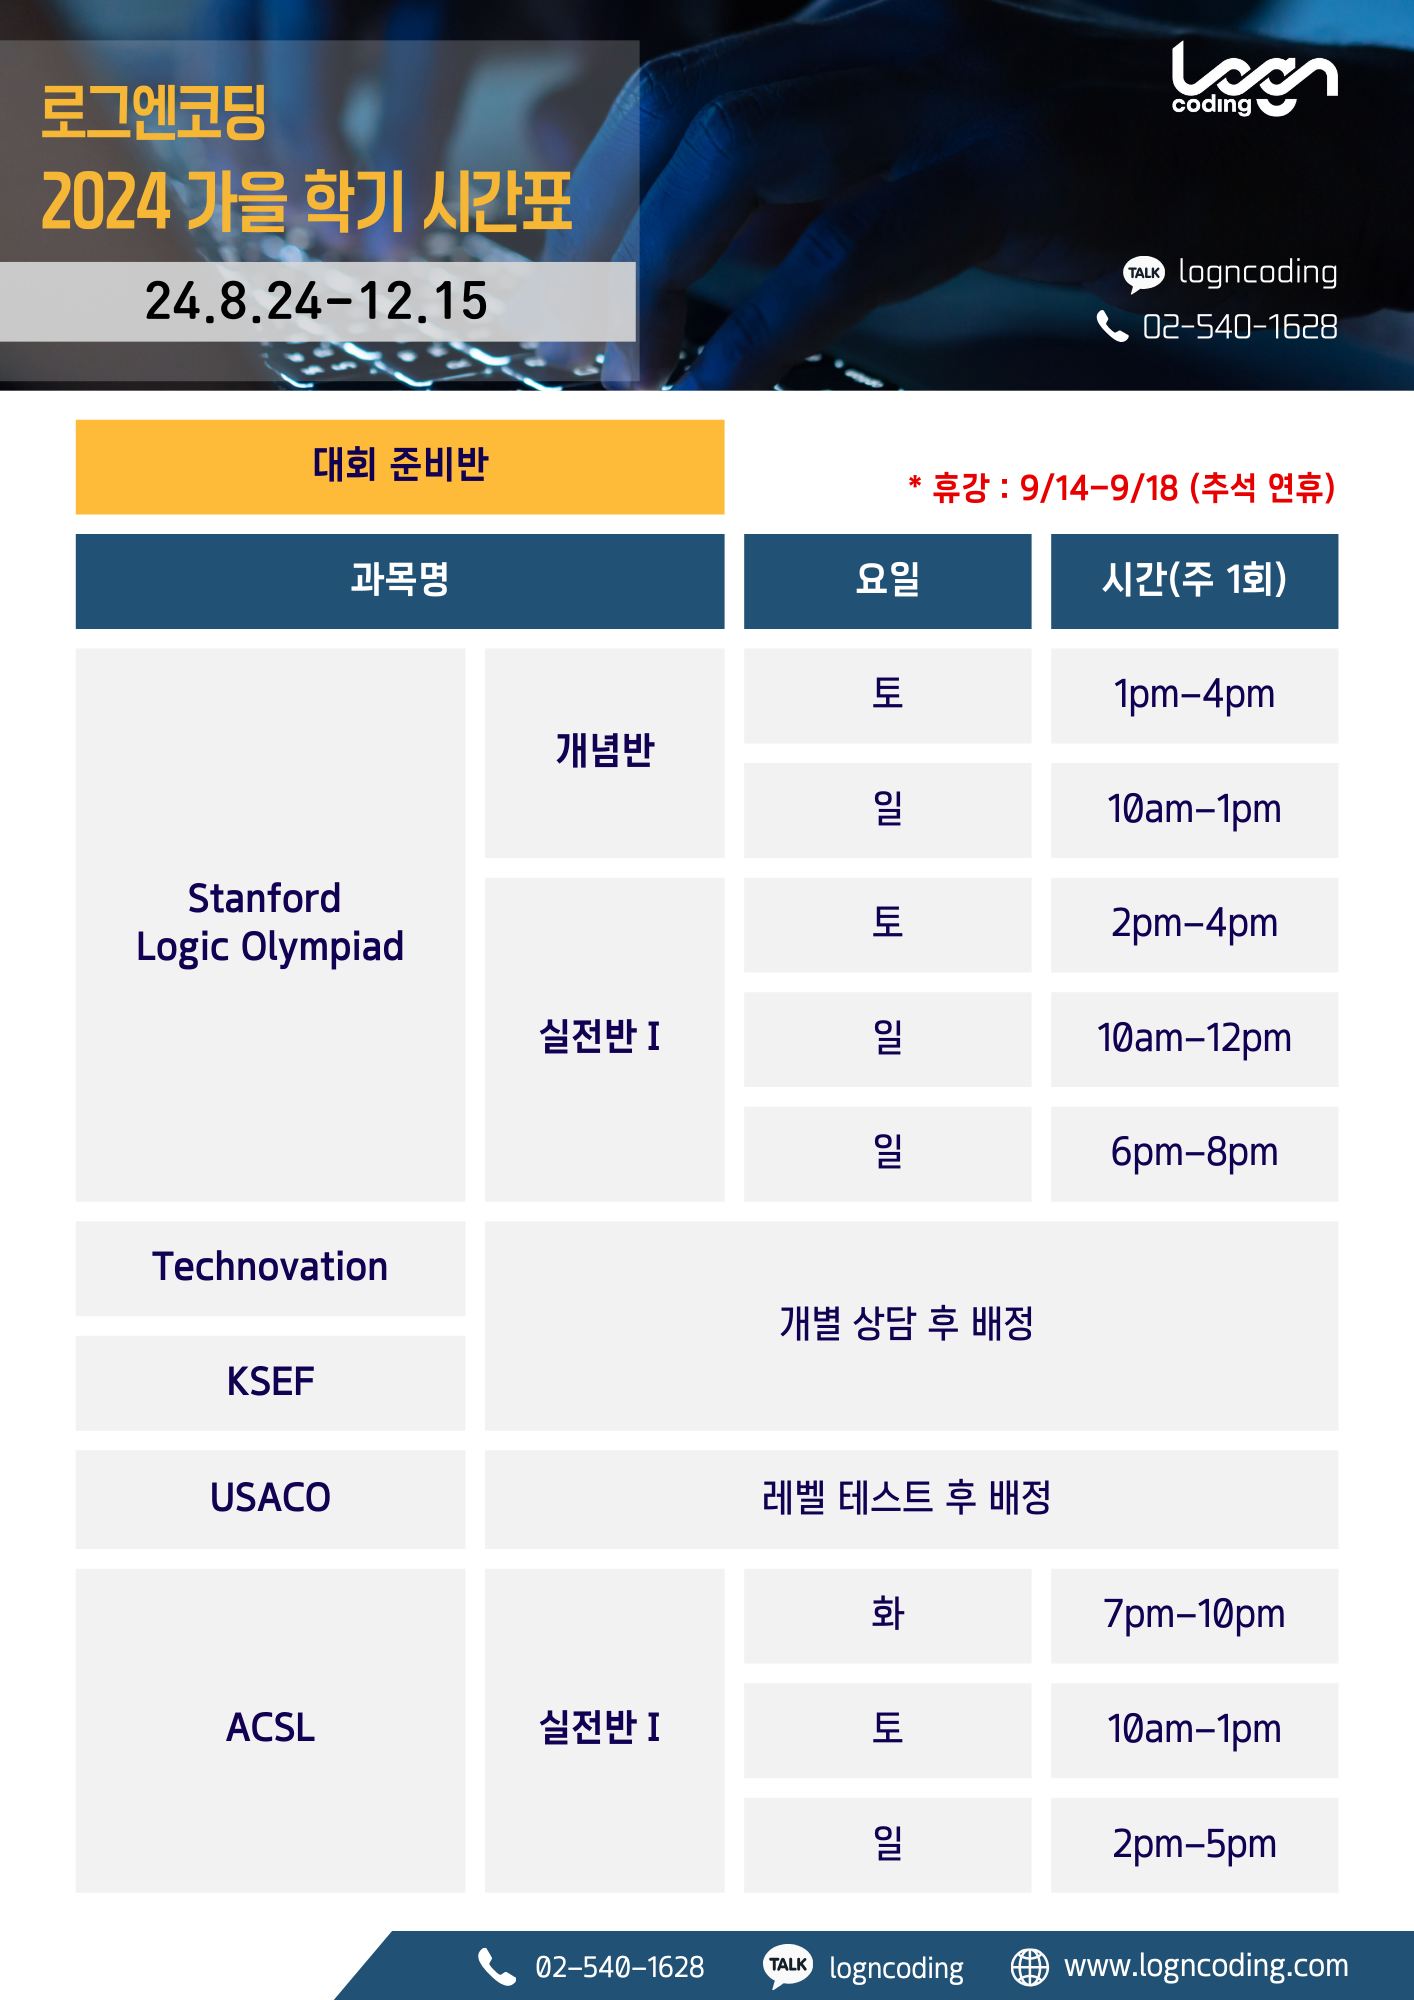 로그엔코딩
2024 가을 학기 시간표
24.8.24-12.15
logn
coding
TALK logncoding
02-540-1628
대회 준비반
* 휴강 : 9/14-9/18 (추석 연휴)
과목명 요일 시간(주 1회)
Stanford
Logic Olympiad
개념반
토 1pm-4pm
일 10am-1pm
실전반 I
토 2pm-4pm
일 10am-12pm
일 6pm-8pm
Technovation
KSEF
개별 상담 후 배정
USACO 레벨 테스트 후 배정
ACSL
실전반 I
화 7pm-10pm
토 10am-1pm
일 2pm-5pm
02-540-1628 TALK logncoding www.logncoding.com